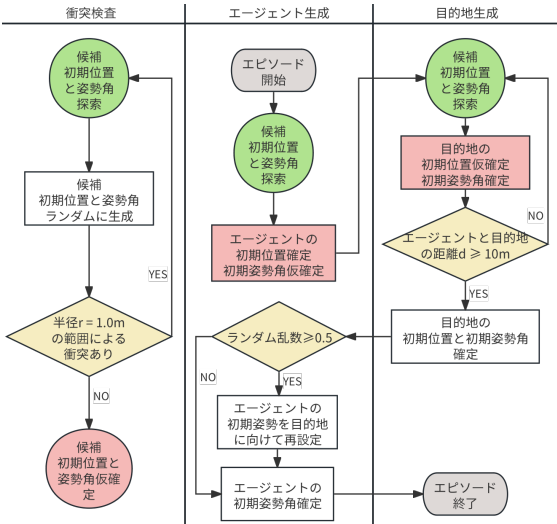 衝突検査
エージェント生成
目的地生成
候補
初期位置
と姿勢角
探索
候補
初期位置と姿勢角
ランダムに生成
YES
半径r = 1.0m
の範囲による
衝突あり
NO
候補
初期位置と
姿勢角仮確
定
エピソード
開始
候補
初期位置
と姿勢角
探索
エージェントの
初期位置確定
初期姿勢角仮確定
ランダム乱数≥0.5
NO
YES
エージェントの
初期姿勢を目的地
に向けて再設定
エージェントの
初期姿勢角確定
候補
初期位置
と姿勢角
探索
目的地の
初期位置仮確定
初期姿勢角確定
NO
エージェントと目的地
の距離d ≥ 10m
YES
目的地の
初期位置と初期姿勢角
確定
エピソード
終了